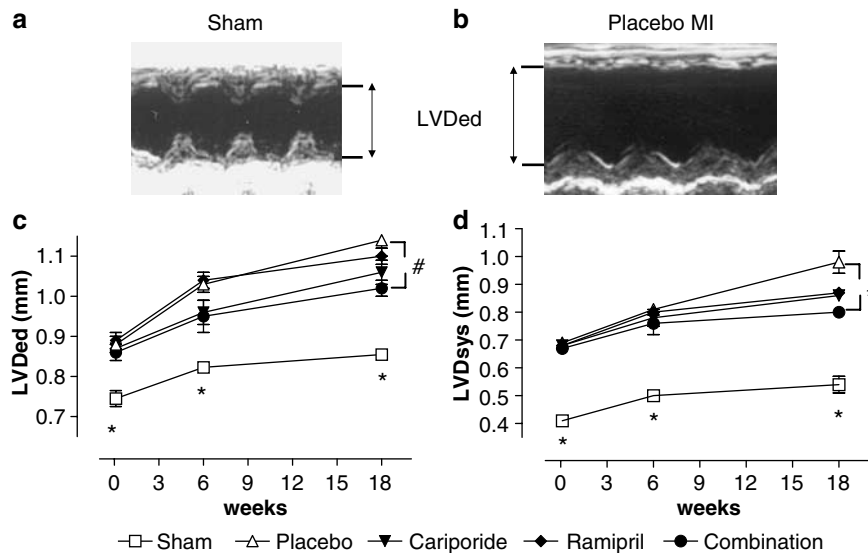 a Sham
b Placebo MI
LVDed
c
LVDed (mm)
1.1
1.0
0.9
0.8
0.7
#
* * *
0 3 6 9 12 15 18
weeks
d
LVDsys (mm)
1.1
1.0
0.9
0.8
0.7
0.6
0.5
0.4
* * *
0 3 6 9 12 15 18
weeks
Sham Placebo Cariporide Ramipril Combination